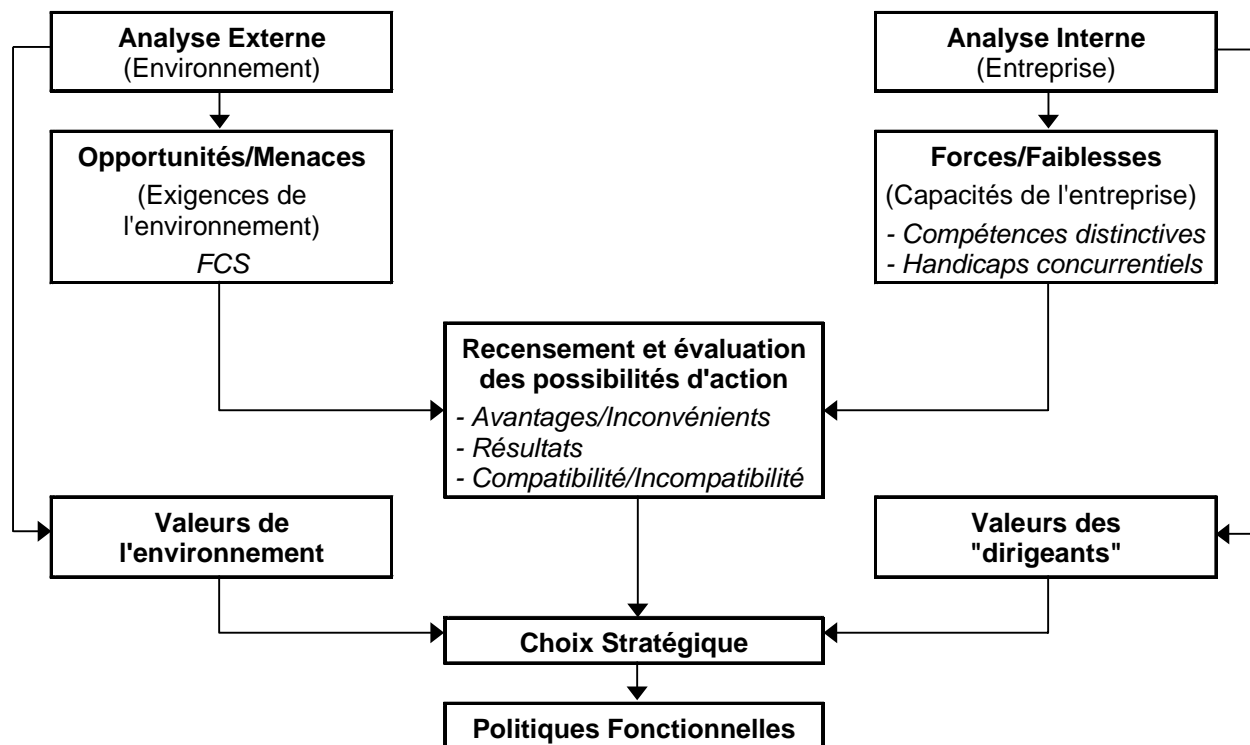 Analyse Externe
(Environnement)
Analyse Interne
(Entreprise)
Opportunités/Menaces
(Exigences de
l'environnement)
FCS
Forces/Faiblesses
(Capacités de l'entreprise)
- Compétences distinctives
- Handicaps concurrentiels
Recensement et évaluation
des possibilités d'action
- Avantages/Inconvénients
- Résultats
- Compatibilité/Incompatibilité
Valeurs de
l'environnement
Valeurs des
"dirigeants"
Choix Stratégique
Politiques Fonctionnelles